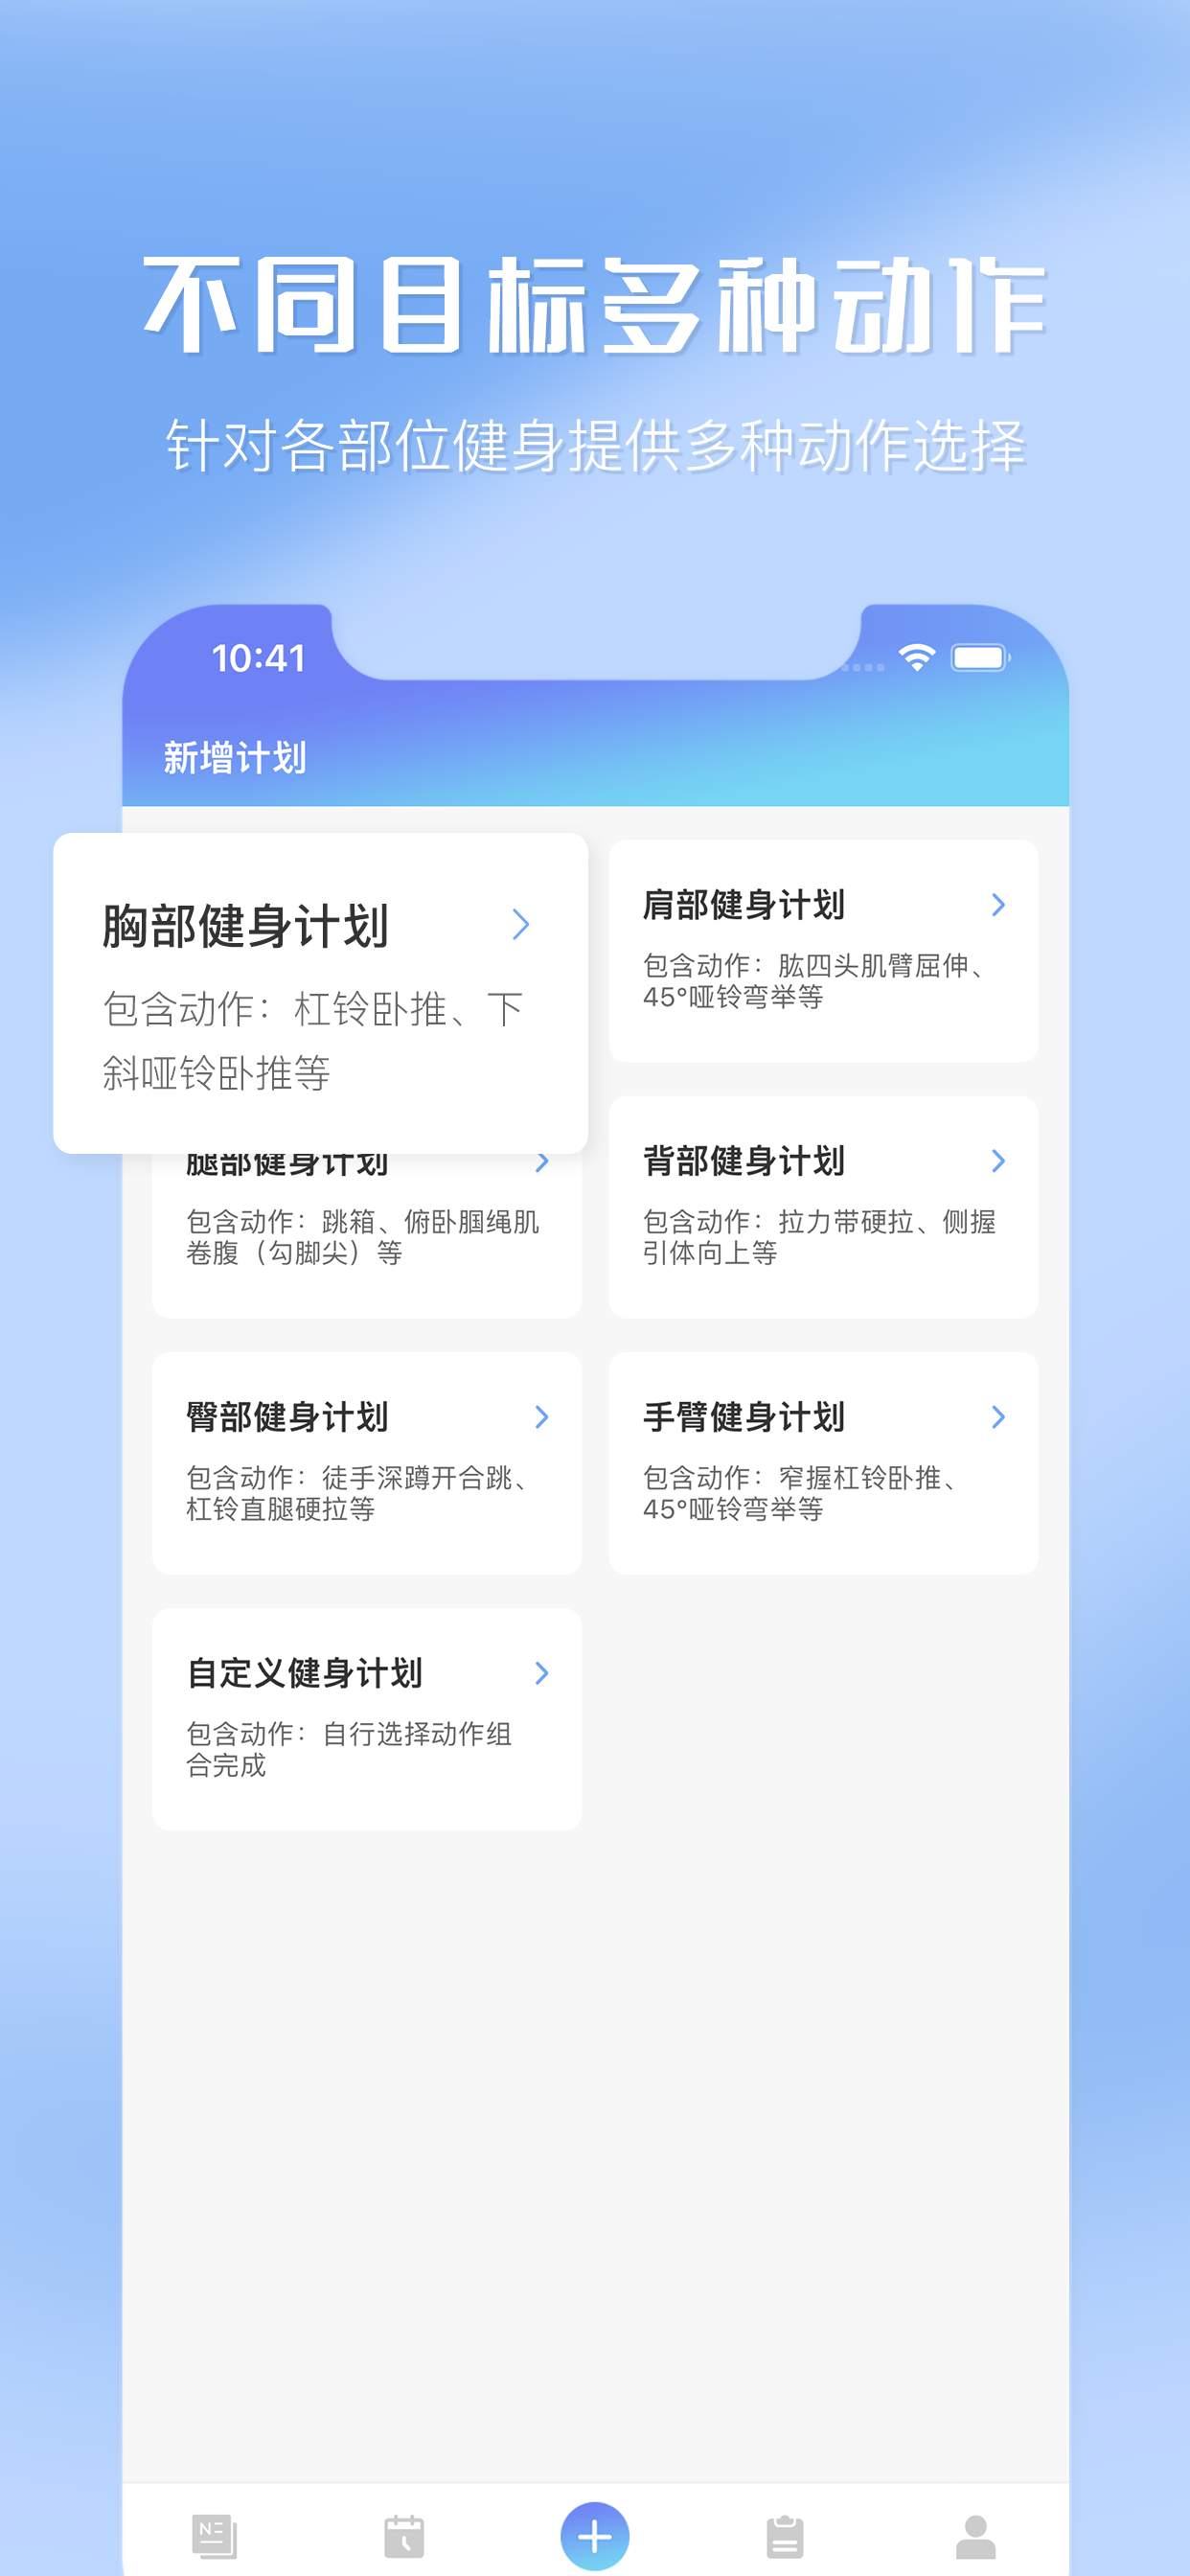 不同目标多种动作
针对各部位健身提供多种动作选择
10:41
新增计划
胸部健身计划
包含动作：杠铃卧推、下
斜哑铃卧推等
肩部健身计划
包含动作：肱四头肌臂屈伸、
45°哑铃弯举等
腿部健身计划
包含动作：跳箱、俯卧腘绳肌
卷腹（勾脚尖）等
背部健身计划
包含动作：拉力带硬拉、侧握
引体向上等
臀部健身计划
包含动作：徒手深蹲开合跳、
杠铃直腿硬拉等
手臂健身计划
包含动作：窄握杠铃卧推、
45°哑铃弯举等
自定义健身计划
包含动作：自行选择动作组
合完成